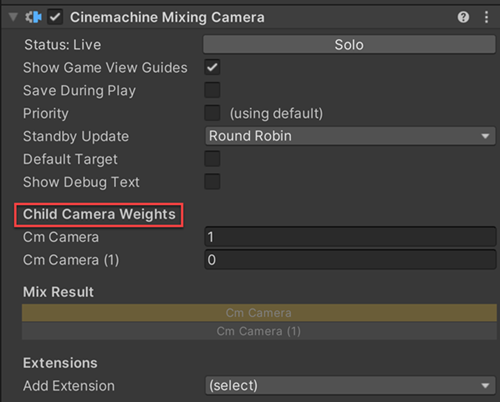 Cinemachine Mixing Camera
Status: Live Solo
Show Game View Guides
Save During Play
Priority (using default)
Standby Update Round Robin
Default Target
Show Debug Text
Child Camera Weights
Cm Camera 1
Cm Camera (1) 0
Mix Result
Cm Camera
Cm Camera (1)
Extensions
Add Extension (select)